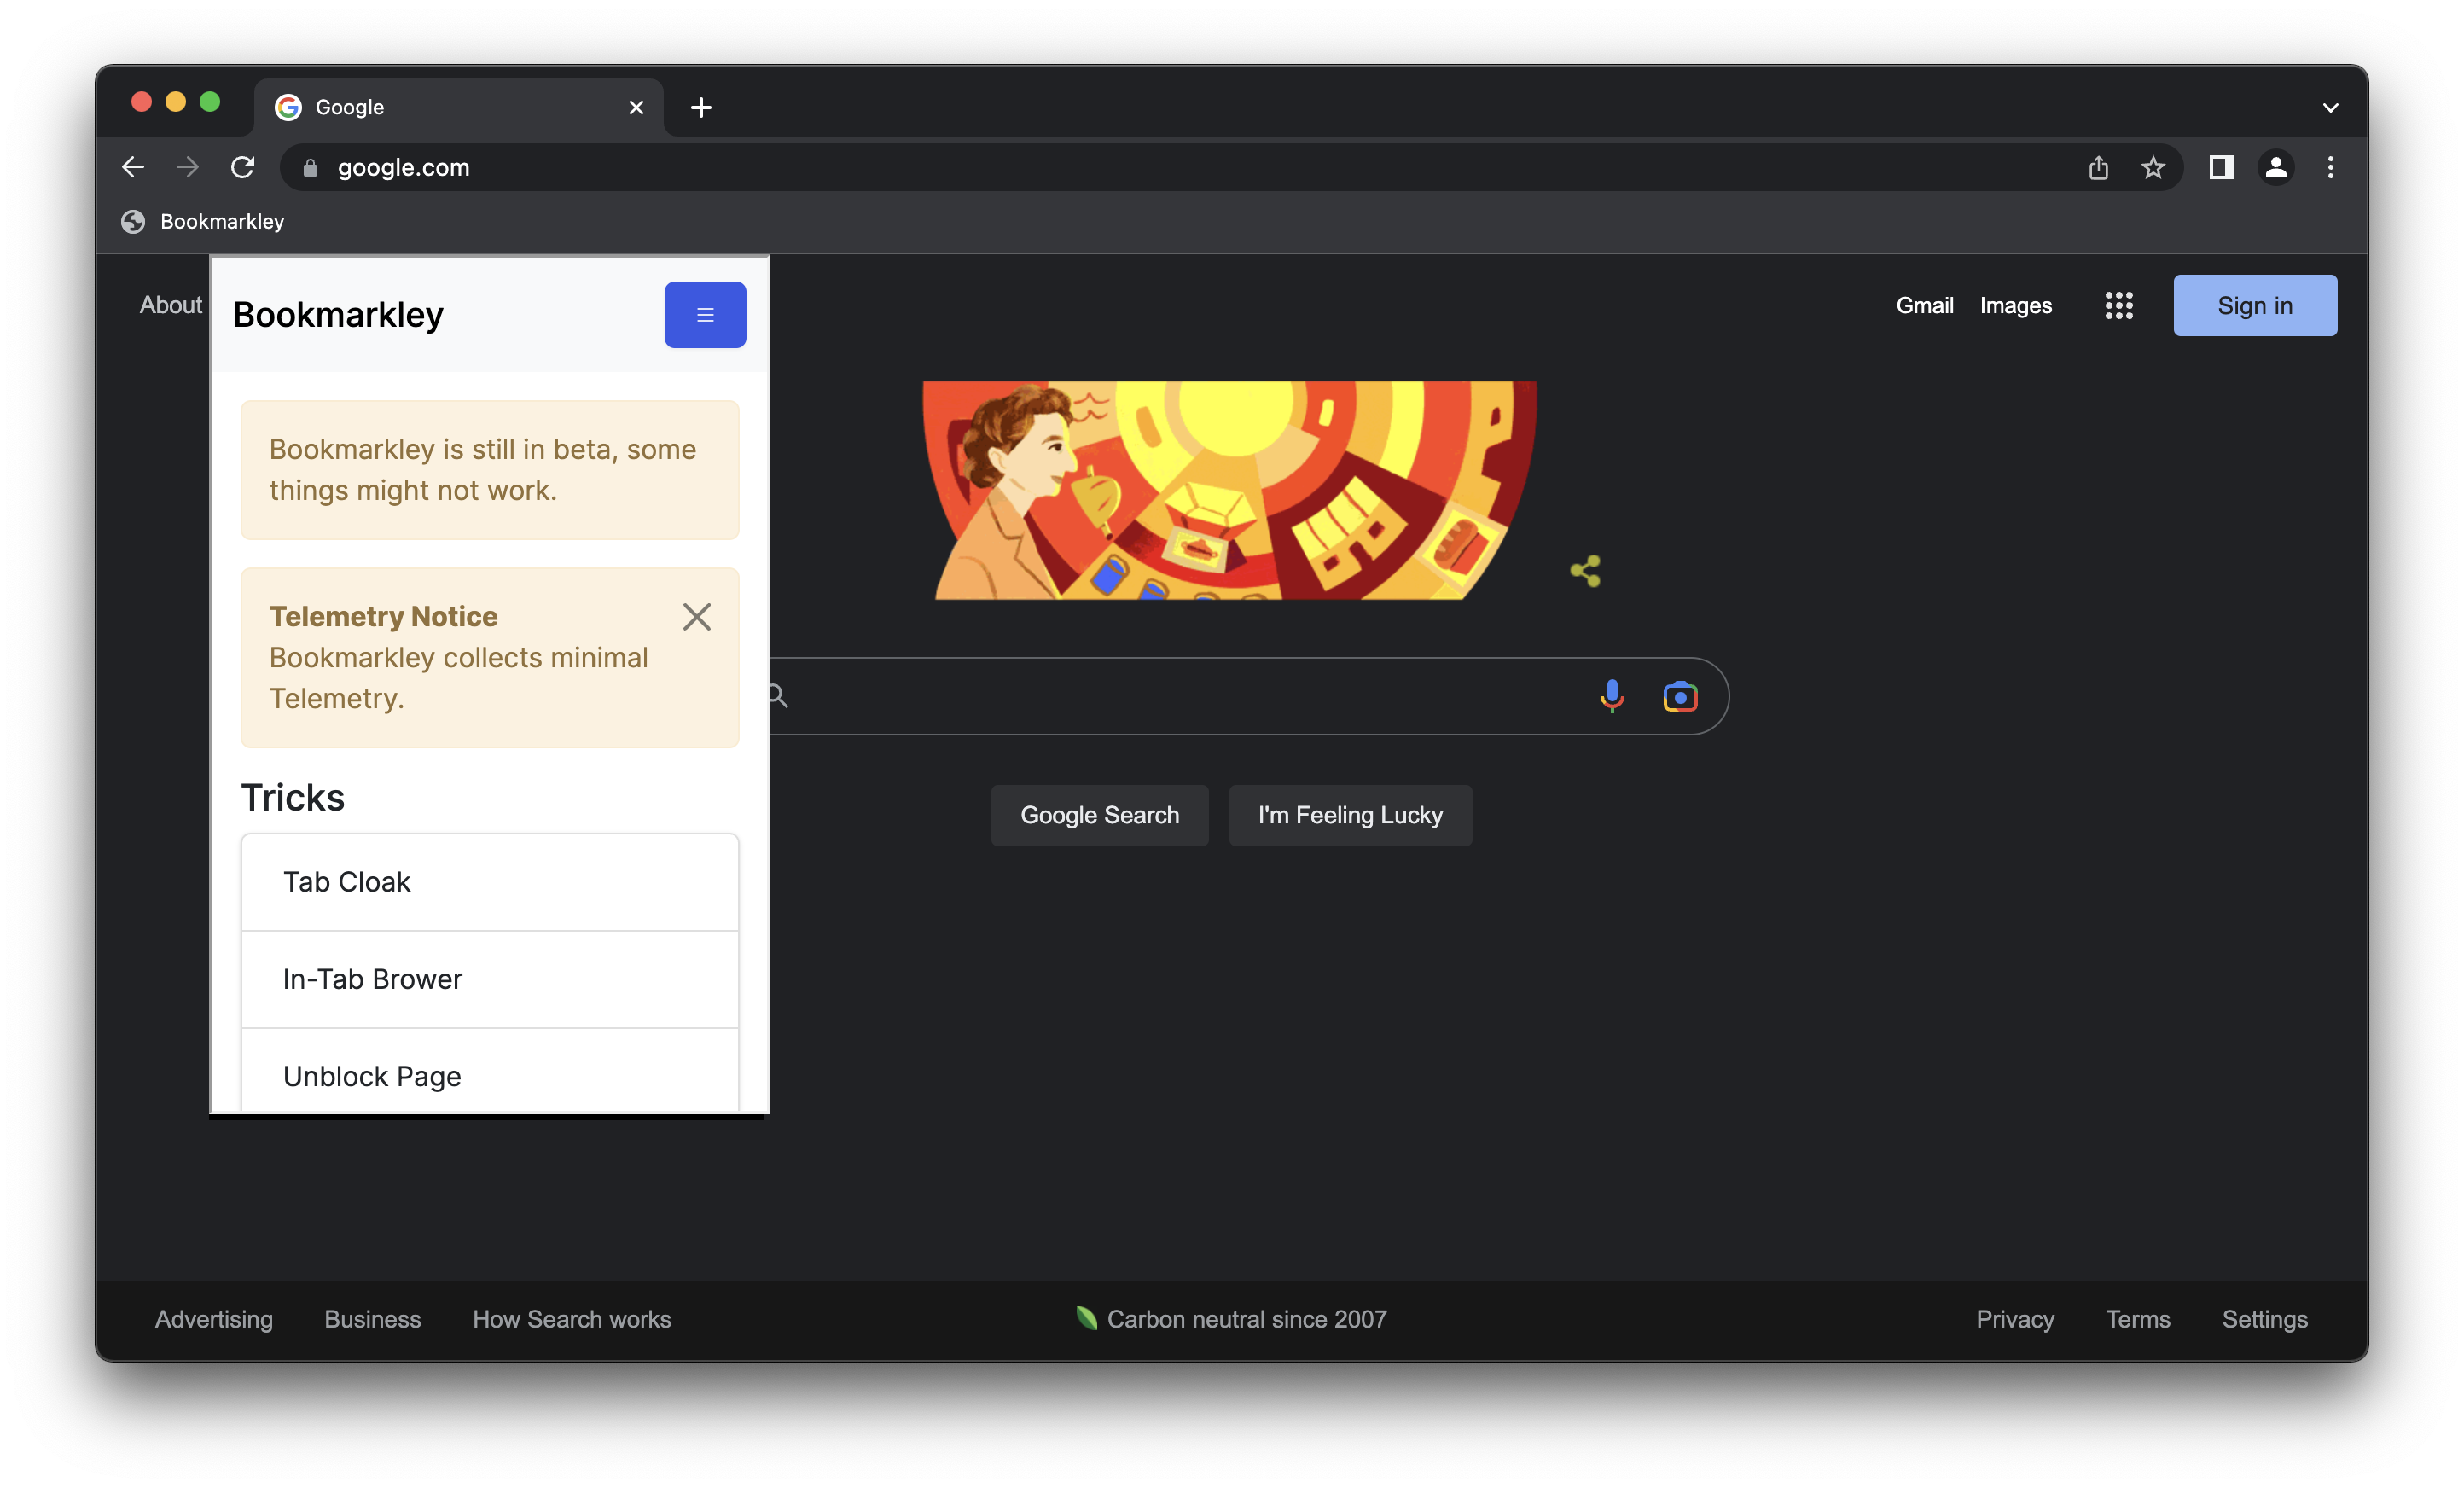 Google
google.com
Bookmarkley
About
Gmail
Images
Sign in
Bookmarkley
Bookmarkley is still in beta, some
things might not work.
Telemetry Notice
Bookmarkley collects minimal
Telemetry.
Tricks
Tab Cloak
In-Tab Brower
Unblock Page
Google Search
I'm Feeling Lucky
Advertising
Business
How Search works
Carbon neutral since 2007
Privacy
Terms
Settings